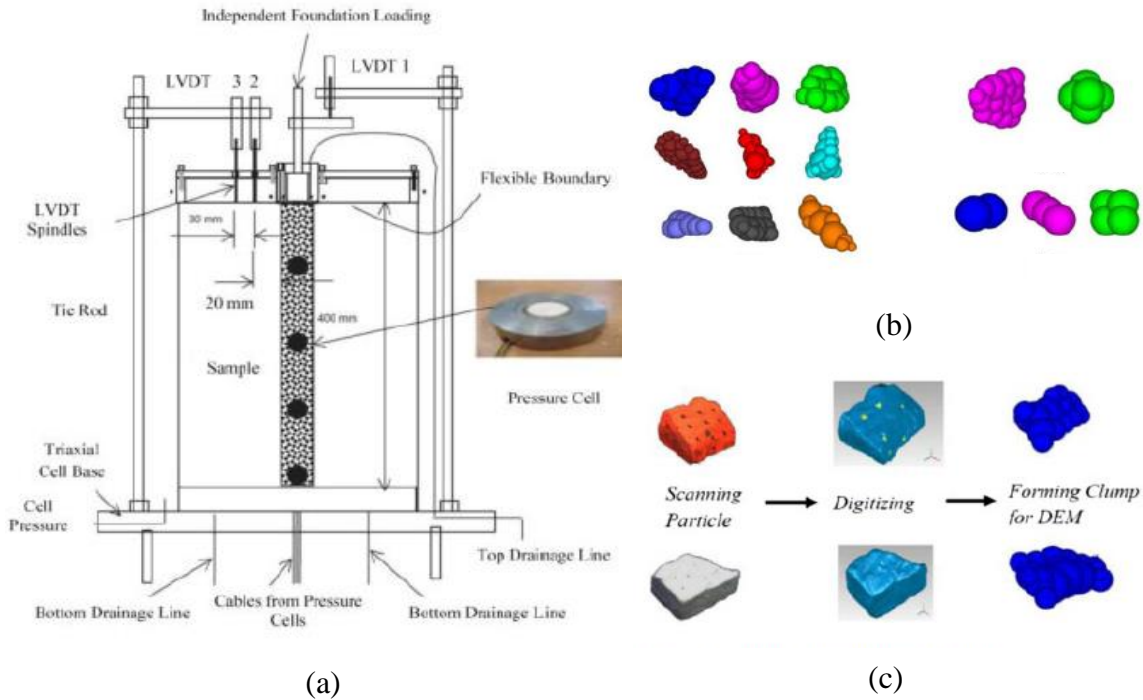 Independent Foundation Loading
LVDT 3 2
LVDT 1
LVDT
Spindles
30 mm
Flexible Boundary
20 mm
Tie Rod
400 mm
Sample
Pressure Cell
Triaxial
Cell Base
Cell
Pressure
Top Drainage Line
Bottom Drainage Line
Cables from Pressure
Cells
Bottom Drainage Line
(a)
(b)
Scanning
Particle
Digitizing
Forming Clump
for DEM
(c)